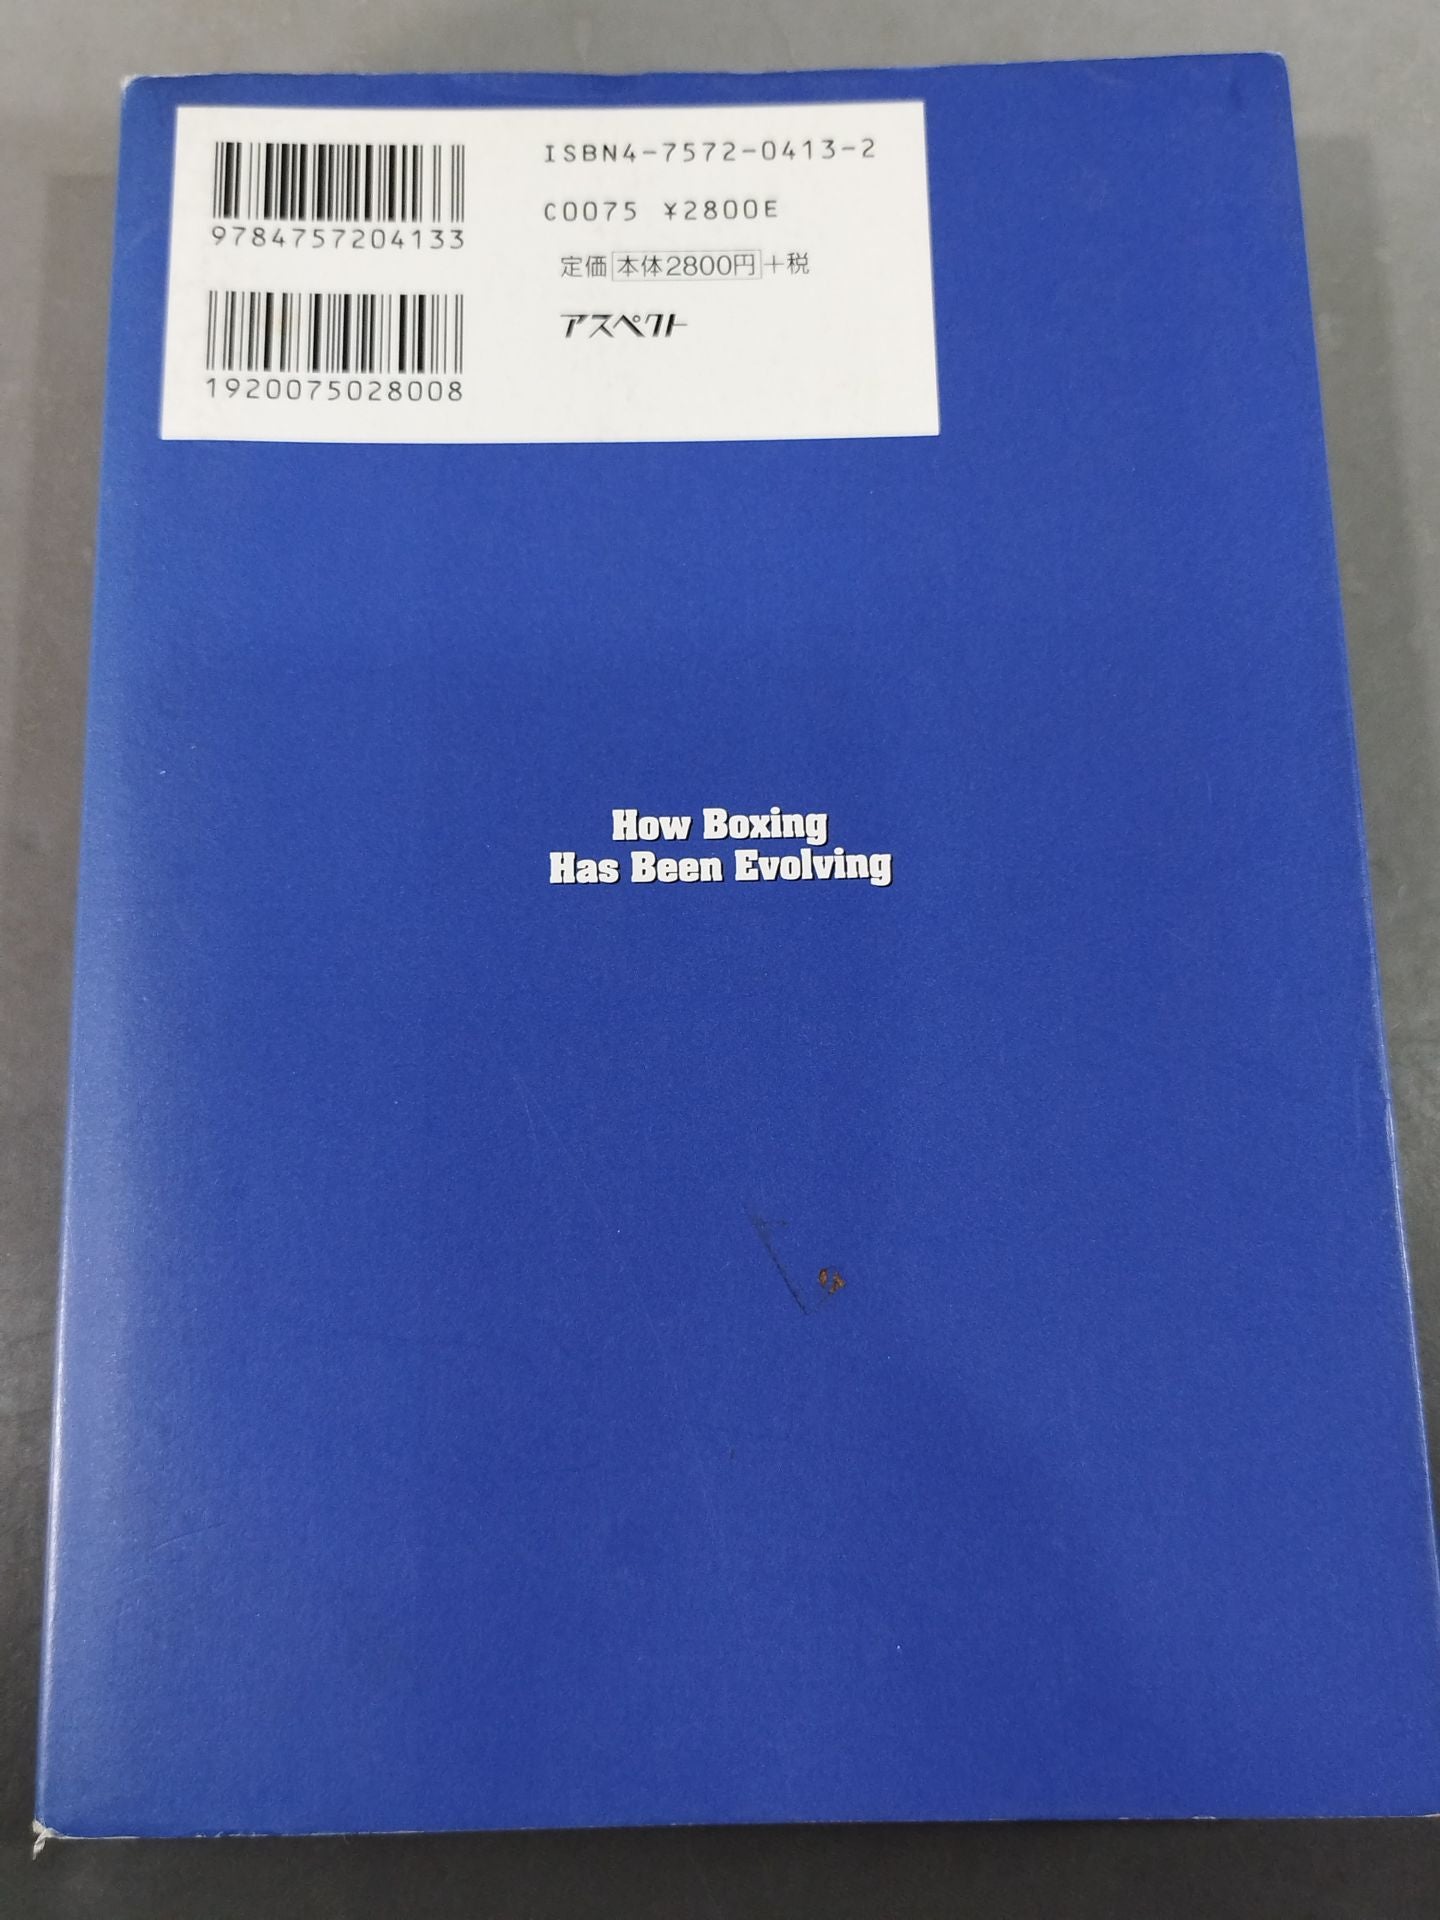 ISBN4-7572-0413-2
9784757204133
C0075 ¥2800E
定価 本体2800円 +税
アスペクト
1920075028008
How Boxing
Has Been Evolving